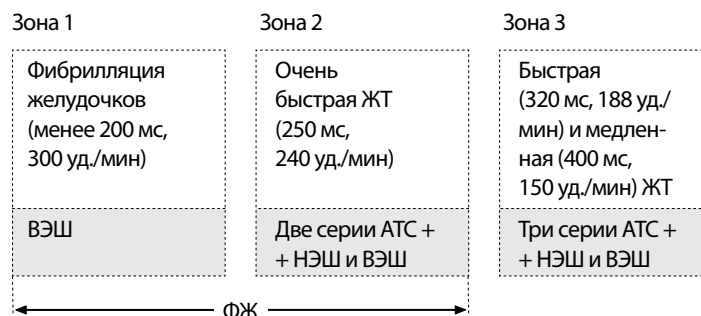 Зона 1
Фибрилляция
желудочков
(менее 200 мс,
300 уд./мин)
ВЭШ
Зона 2
Очень
быстрая ЖТ
(250 мс,
240 уд./мин)
Две серии АТС +
+ НЭШ и ВЭШ
Зона 3
Быстрая
(320 мс, 188 уд./
мин) и медлен-
ная (400 мс,
150 уд./мин) ЖТ
Три серии АТС +
+ НЭШ и ВЭШ
ФЖ